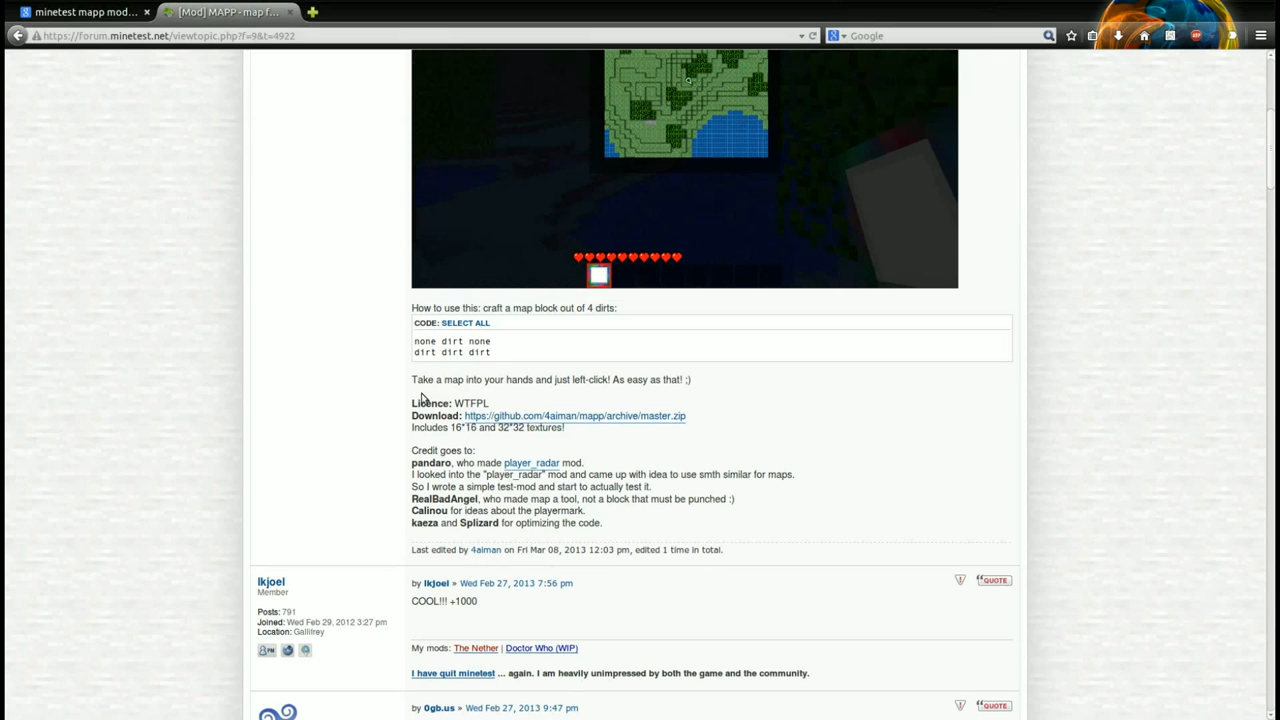 minetest mapp mod...
[Mod] MAPP - map f...
https://forum.minetest.net/viewtopic.php?f=9&t=4922
Google
How to use this: craft a map block out of 4 dirts:
CODE: SELECT ALL
none dirt none
dirt dirt dirt
Take a map into your hands and just left-click! As easy as that! ;)
Licence: WTFPL
Download: https://github.com/4aiman/mapp/archive/master.zip
Includes 16*16 and 32*32 textures!
Credit goes to:
pandaro, who made player_radar mod.
I looked into the "player_radar" mod and came up with idea to use smth similar for maps.
So I wrote a simple test-mod and start to actually test it.
RealBadAngel, who made map a tool, not a block that must be punched :)
Calinou for ideas about the playermark.
kaeza and Splizard for optimizing the code.
Last edited by 4aiman on Fri Mar 08, 2013 12:03 pm, edited 1 time in total.
lkjoel
Member
Posts: 791
Joined: Wed Feb 29, 2012 3:27 pm
Location: Gallifrey
PM
by lkjoel » Wed Feb 27, 2013 7:56 pm
QUOTE
COOL!!! +1000
My mods: The Nether | Doctor Who (WIP)
I have quit minetest ... again. I am heavily unimpressed by both the game and the community.
by 0gb.us » Wed Feb 27, 2013 9:47 pm
QUOTE